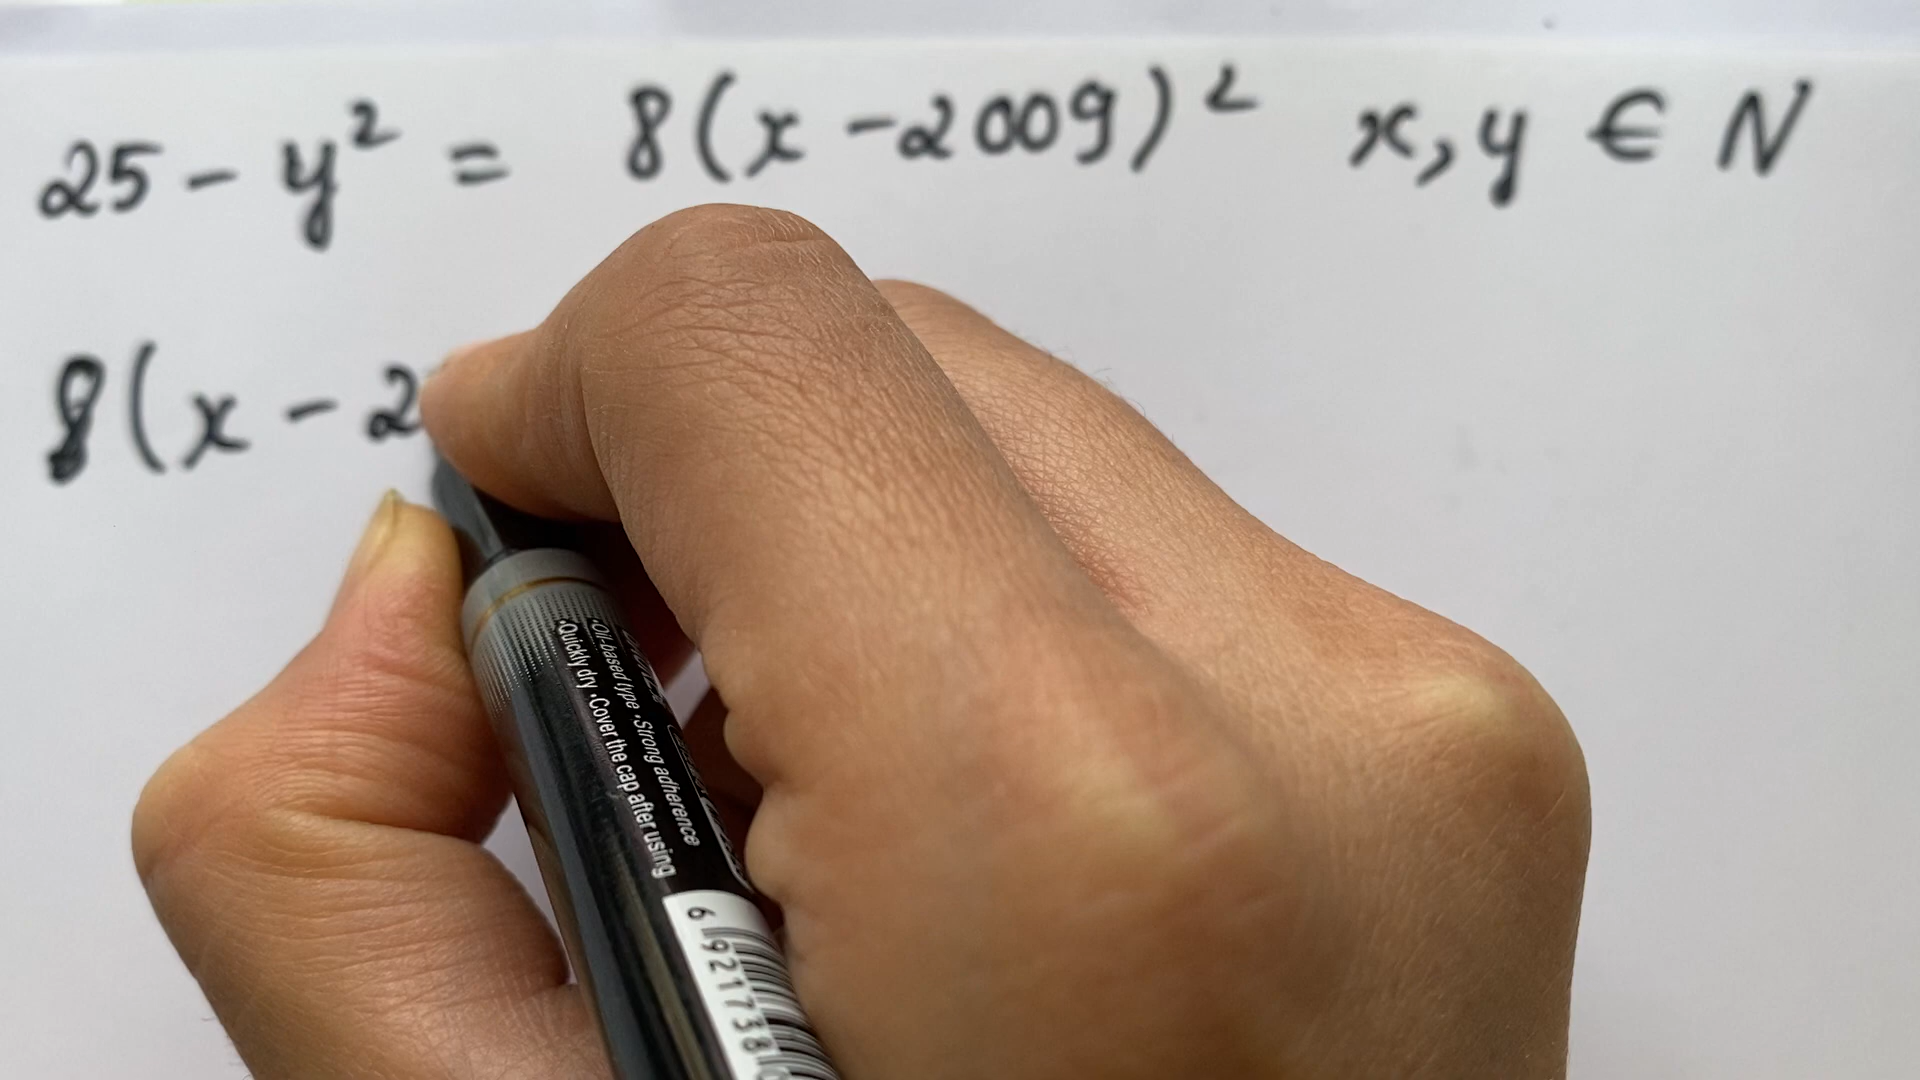 25 - y² = 8(x - 2009)² x, y € N
8(x - 2
•Oil-based type •Strong adherence
•Quickly dry •Cover the cap after using
6 921738